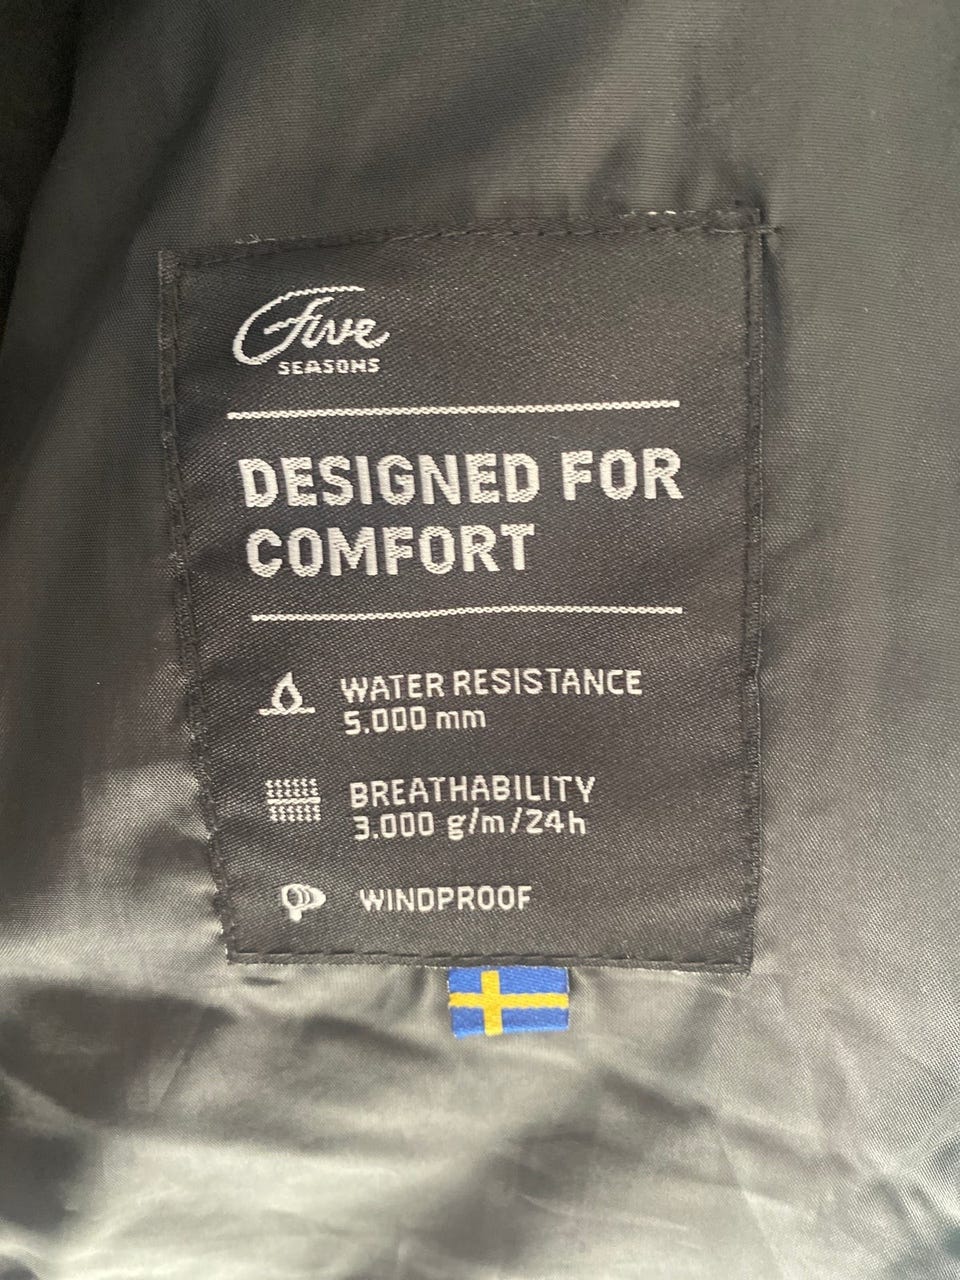 Five
SEASONS
DESIGNED FOR
COMFORT
WATER RESISTANCE
5.000 mm
BREATHABILITY
3.000 g/m/24h
WINDPROOF